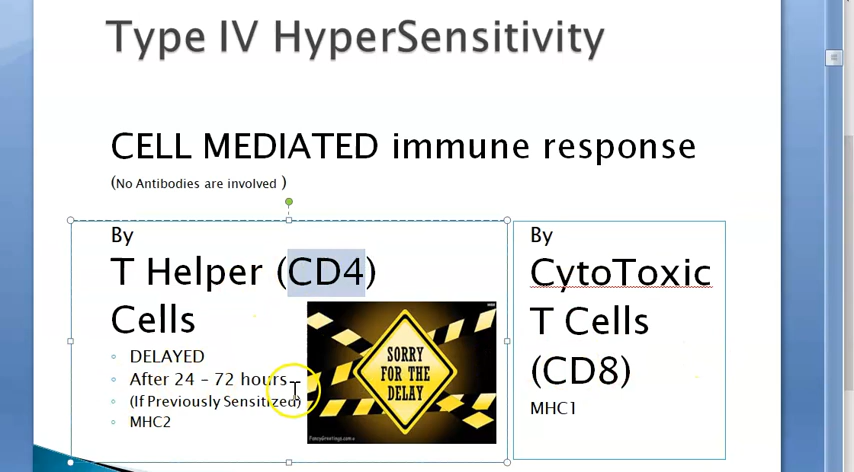 Type IV HyperSensitivity
CELL MEDIATED immune response
(No Antibodies are involved )
By
T Helper (CD4)
Cells
DELAYED
After 24 – 72 hours
(If Previously Sensitized)
MHC2
SORRY
FOR THE
DELAY
By
CytoToxic
T Cells
(CD8)
MHC1